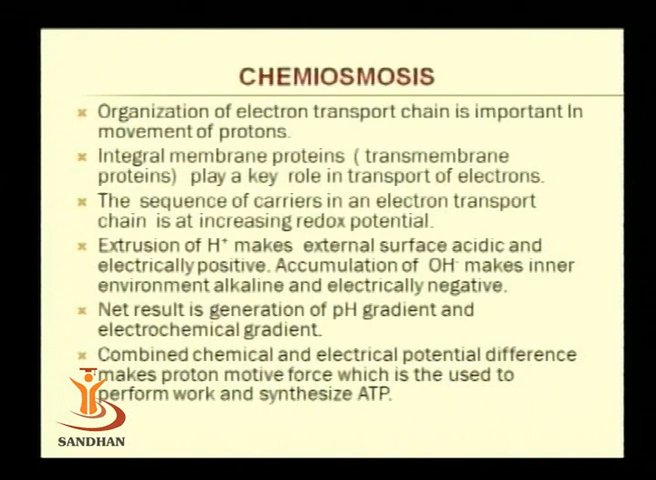 CHEMIOSMOSIS
Organization of electron transport chain is important In
movement of protons.
Integral membrane proteins ( transmembrane
proteins) play a key role in transport of electrons.
The sequence of carriers in an electron transport
chain is at increasing redox potential.
Extrusion of H⁺ makes external surface acidic and
electrically positive. Accumulation of OH⁻ makes inner
environment alkaline and electrically negative.
Net result is generation of pH gradient and
electrochemical gradient.
Combined chemical and electrical potential difference
makes proton motive force which is the used to
perform work and synthesize ATP.
SANDHAN